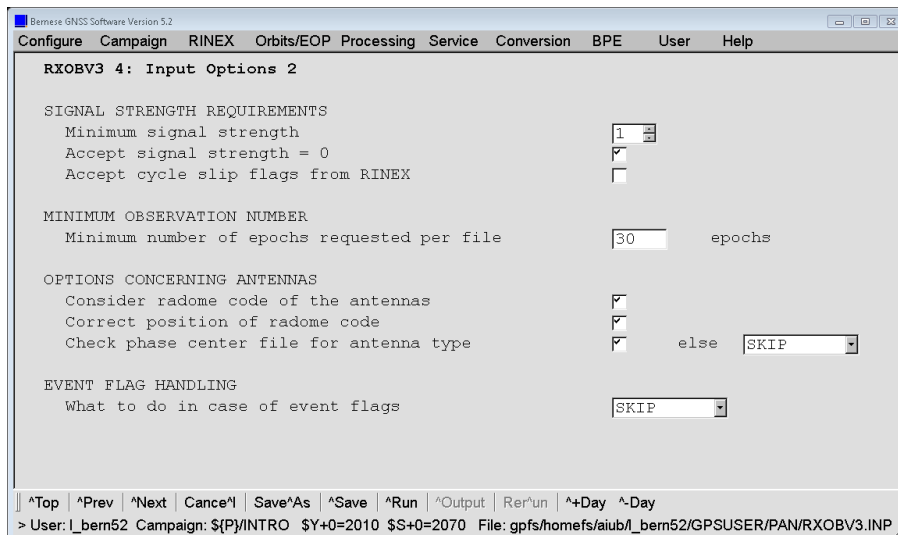 Bernese GNSS Software Version 5.2
Configure Campaign RINEX Orbits/EOP Processing Service Conversion BPE User Help
RXOBV3 4: Input Options 2
SIGNAL STRENGTH REQUIREMENTS
Minimum signal strength 1
Accept signal strength = 0
Accept cycle slip flags from RINEX
MINIMUM OBSERVATION NUMBER
Minimum number of epochs requested per file 30 epochs
OPTIONS CONCERNING ANTENNAS
Consider radome code of the antennas
Correct position of radome code
Check phase center file for antenna type else SKIP
EVENT FLAG HANDLING
What to do in case of event flags SKIP
^Top ^Prev ^Next Cance^l Save^As ^Save ^Run ^Output Rer^un ^+Day ^-Day
> User: l_bern52 Campaign: ${P}/INTRO $Y+0=2010 $S+0=2070 File: gpfs/homefs/aiub/l_bern52/GPSUSER/PAN/RXOBV3.INP